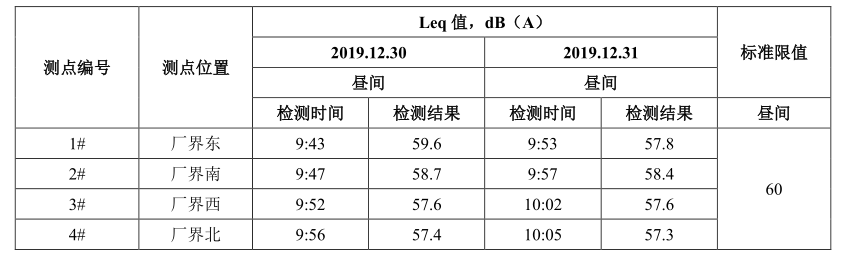 测点编号 测点位置 Leq 值，dB（A） 标准限值
2019.12.30 2019.12.31
昼间 昼间
检测时间 检测结果 检测时间 检测结果 昼间
1# 厂界东 9:43 59.6 9:53 57.8 60
2# 厂界南 9:47 58.7 9:57 58.4
3# 厂界西 9:52 57.6 10:02 57.6
4# 厂界北 9:56 57.4 10:05 57.3